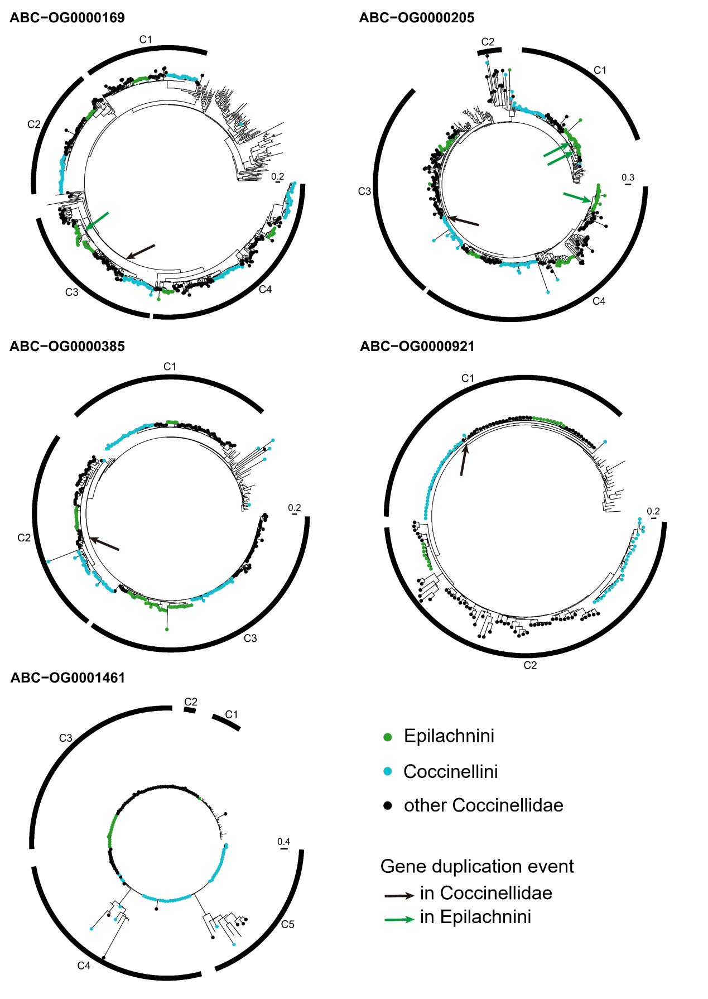 ABC−OG0000169
C1
C2
0.2
C3
C4
ABC−OG0000205
C2
C1
C3
0.3
C4
ABC−OG0000385
C1
0.2
C2
C3
ABC−OG0000921
C1
0.2
C2
ABC−OG0001461
C2
C1
C3
0.4
C5
C4
Epilachnini
Coccinellini
other Coccinellidae
Gene duplication event
in Coccinellidae
in Epilachnini